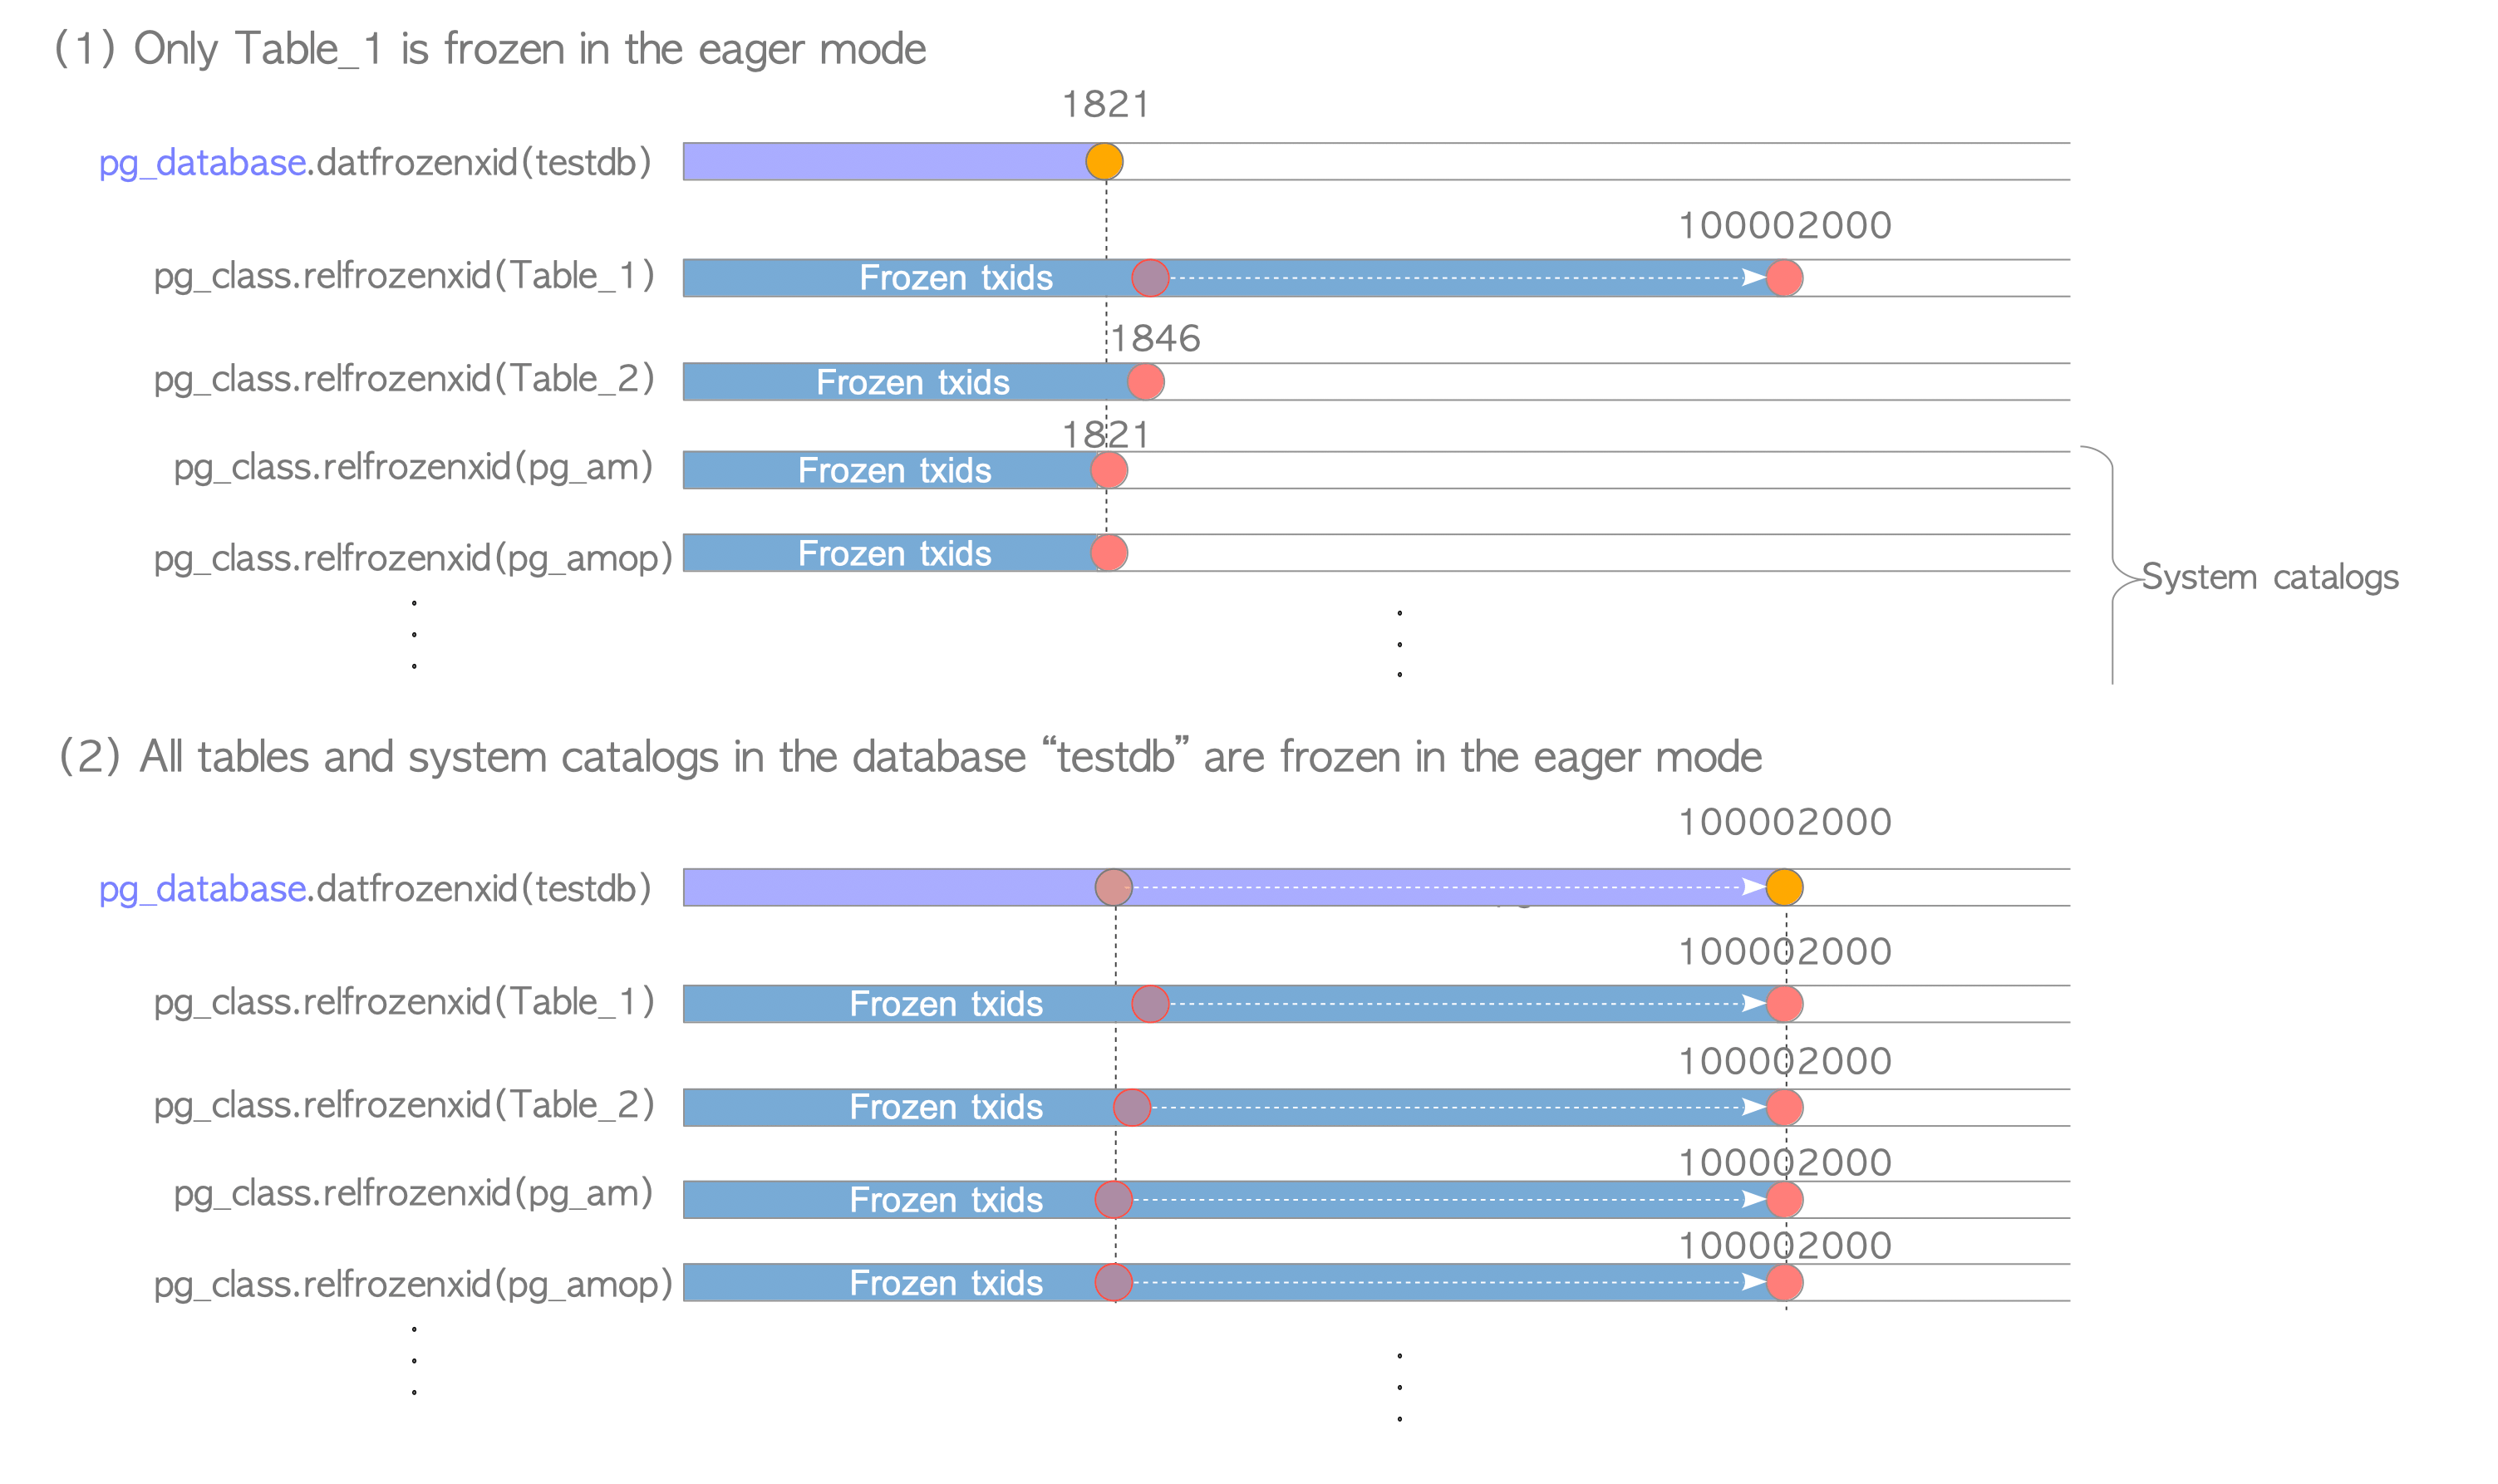 (1) Only Table_1 is frozen in the eager mode
1821
pg_database.datfrozenxid(testdb)
100002000
pg_class.relfrozenxid(Table_1)
Frozen txids
1846
pg_class.relfrozenxid(Table_2)
Frozen txids
1821
pg_class.relfrozenxid(pg_am)
Frozen txids
pg_class.relfrozenxid(pg_amop)
Frozen txids
System catalogs
(2) All tables and system catalogs in the database “testdb” are frozen in the eager mode
100002000
pg_database.datfrozenxid(testdb)
100002000
pg_class.relfrozenxid(Table_1)
Frozen txids
100002000
pg_class.relfrozenxid(Table_2)
Frozen txids
100002000
pg_class.relfrozenxid(pg_am)
Frozen txids
100002000
pg_class.relfrozenxid(pg_amop)
Frozen txids